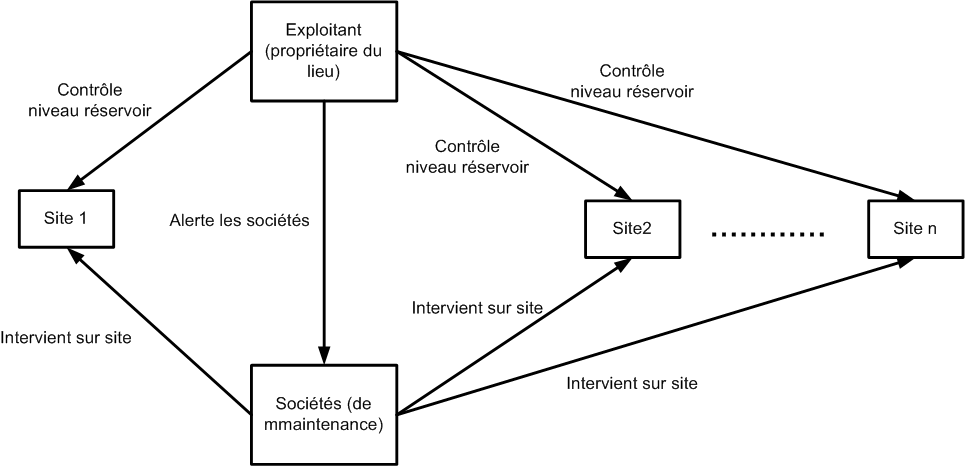 Exploitant
(propriétaire du
lieu)
Contrôle
niveau réservoir
Contrôle
niveau réservoir
Contrôle
niveau réservoir
Site 1
Alerte les sociétés
Site2
Site n
Intervient sur site
Intervient sur site
Intervient sur site
Sociétés (de
mmaintenance)